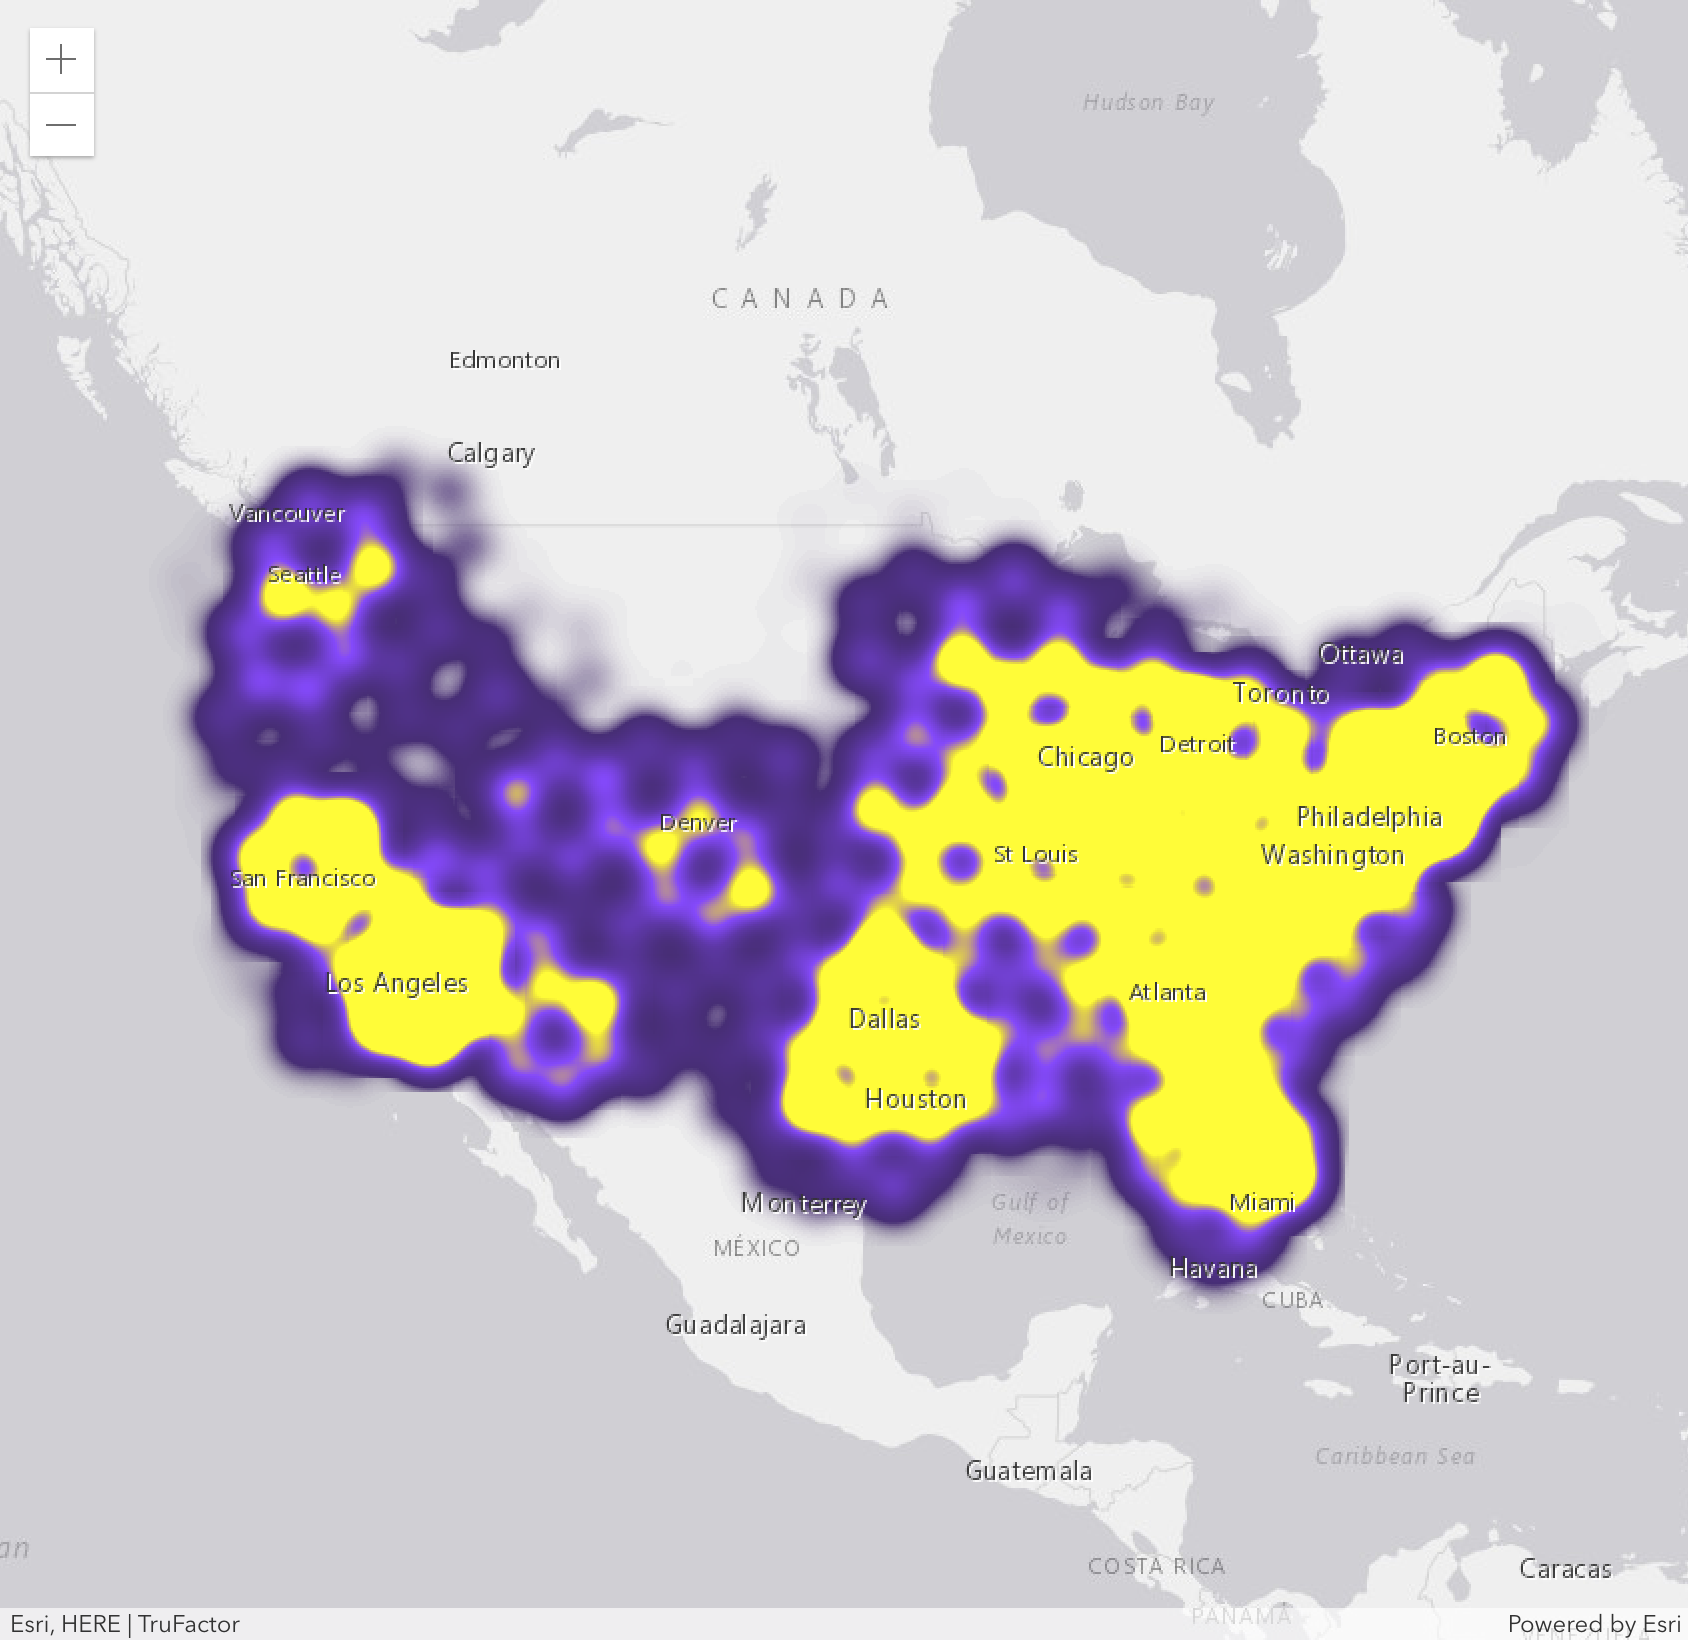 Hudson Bay
CANADA
Edmonton
Calgary
Vancouver
Seattle
Ottawa
Toronto
Boston
Detroit
Chicago
Philadelphia
Denver
St Louis
Washington
San Francisco
Los Angeles
Atlanta
Dallas
Houston
Monterrey
Gulf of
Mexico
Miami
MÉXICO
Havana
CUBA
Guadalajara
Port-au-
Prince
Caribbean Sea
Guatemala
an
COSTA RICA
Caracas
PANAMÁ
Esri, HERE | TruFactor
Powered by Esri
VENEZUELA